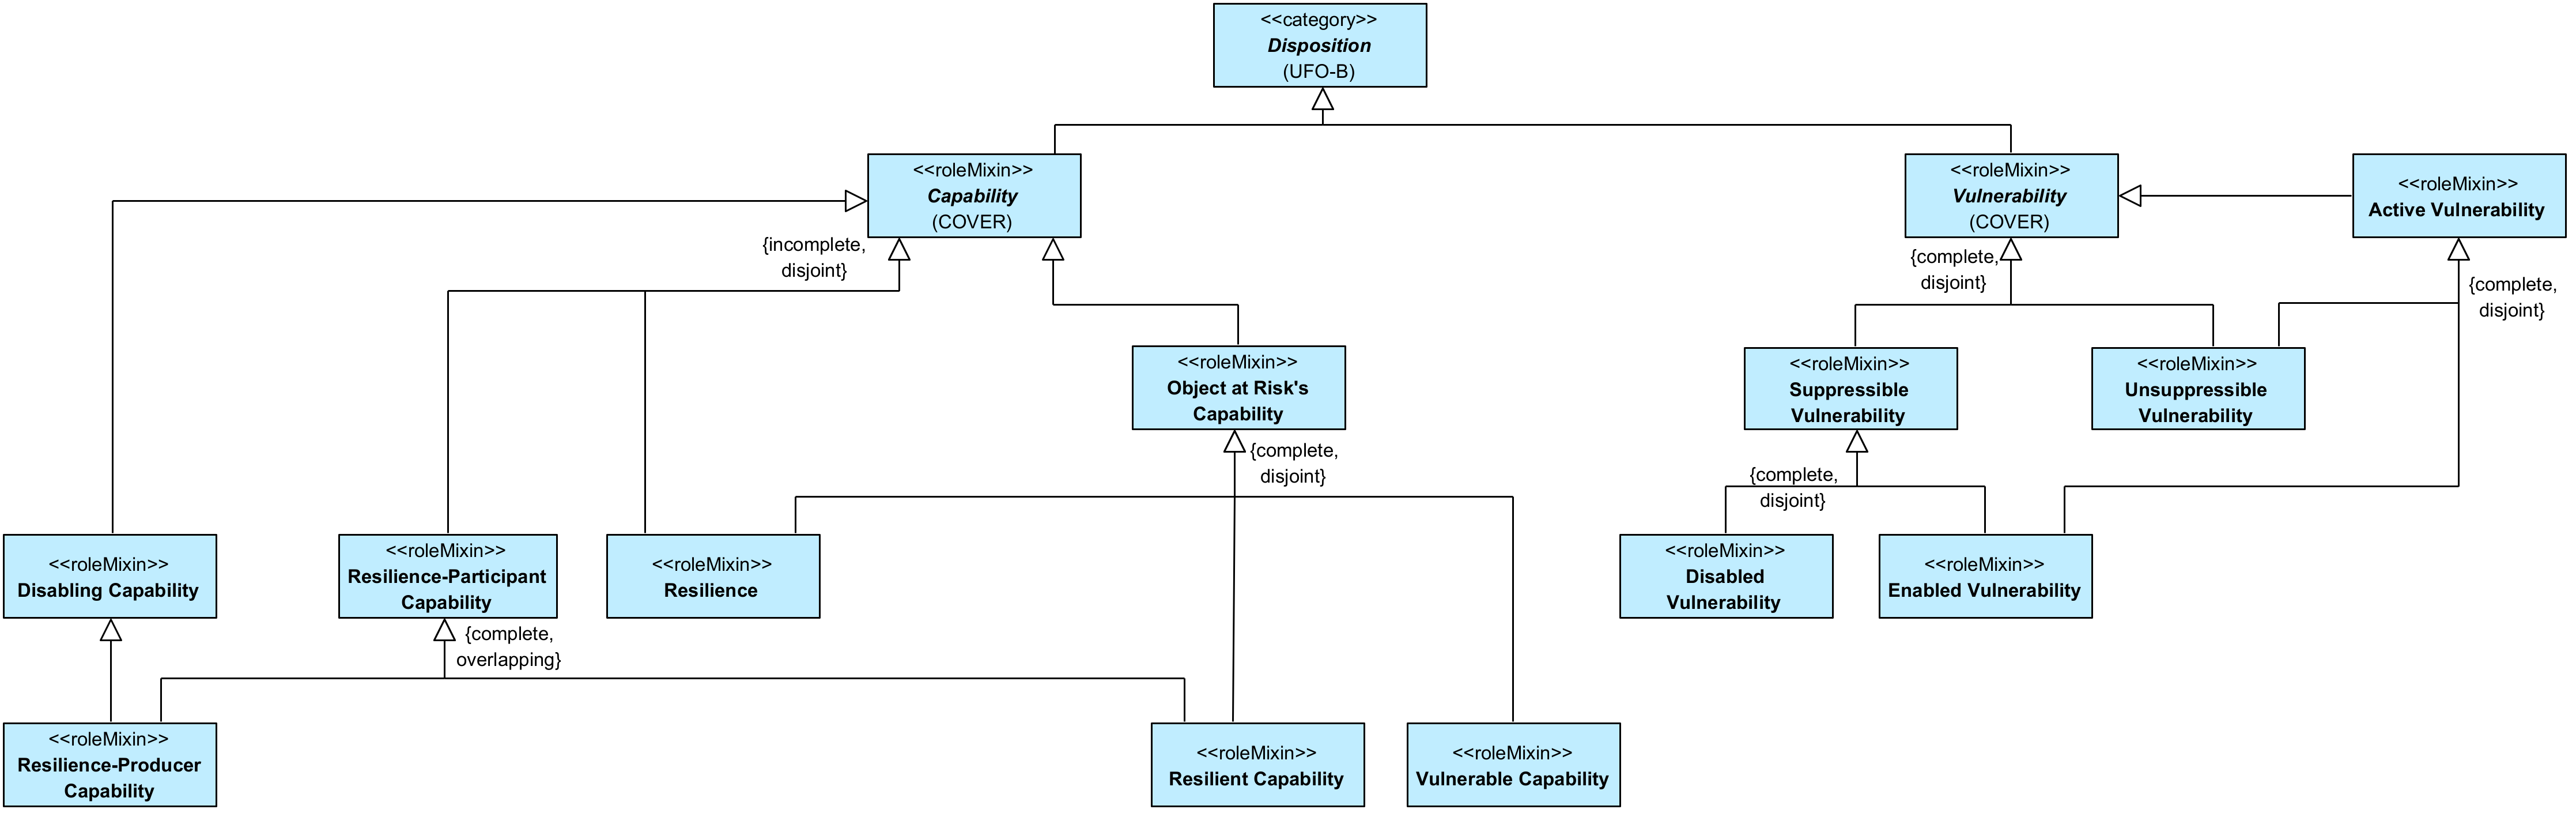 <<category>>
Disposition
(UFO-B)
<<roleMixin>>
Capability
(COVER)
<<roleMixin>>
Vulnerability
(COVER)
<<roleMixin>>
Active Vulnerability
{incomplete,
disjoint}
{complete,
disjoint}
{complete,
disjoint}
<<roleMixin>>
Object at Risk's
Capability
<<roleMixin>>
Suppressible
Vulnerability
<<roleMixin>>
Unsuppressible
Vulnerability
{complete,
disjoint}
{complete,
disjoint}
<<roleMixin>>
Disabling Capability
<<roleMixin>>
Resilience-Participant
Capability
<<roleMixin>>
Resilience
<<roleMixin>>
Disabled
Vulnerability
<<roleMixin>>
Enabled Vulnerability
{complete,
overlapping}
<<roleMixin>>
Resilience-Producer
Capability
<<roleMixin>>
Resilient Capability
<<roleMixin>>
Vulnerable Capability